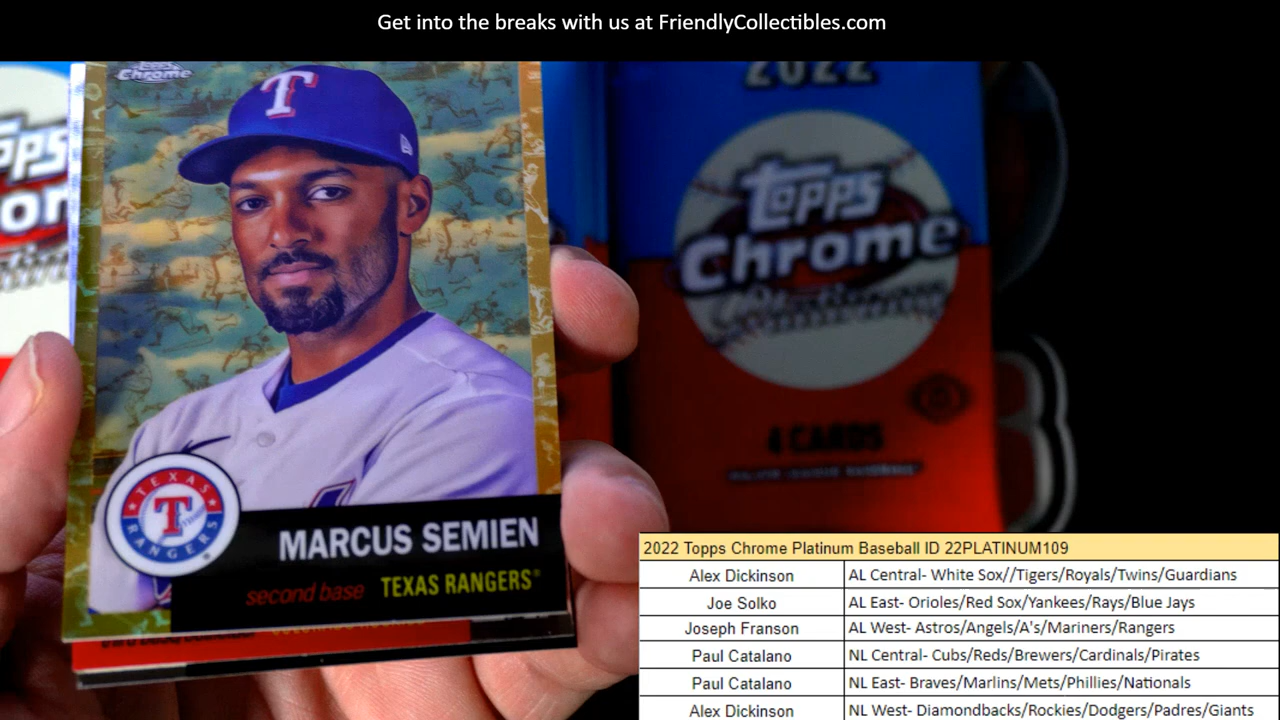 Get into the breaks with us at FriendlyCollectibles.com
Topps
Chrome
2022
Topps
Chrome
4 CARDS
MAJOR LEAGUE BASEBALL
T
TEXAS
T
RANGERS
MARCUS SEMIEN
second base TEXAS RANGERS
2022 Topps Chrome Platinum Baseball ID 22PLATINUM109
Alex Dickinson AL Central- White Sox//Tigers/Royals/Twins/Guardians
Joe Solko AL East- Orioles/Red Sox/Yankees/Rays/Blue Jays
Joseph Franson AL West- Astros/Angels/A's/Mariners/Rangers
Paul Catalano NL Central- Cubs/Reds/Brewers/Cardinals/Pirates
Paul Catalano NL East- Braves/Marlins/Mets/Phillies/Nationals
Alex Dickinson NL West- Diamondbacks/Rockies/Dodgers/Padres/Giants